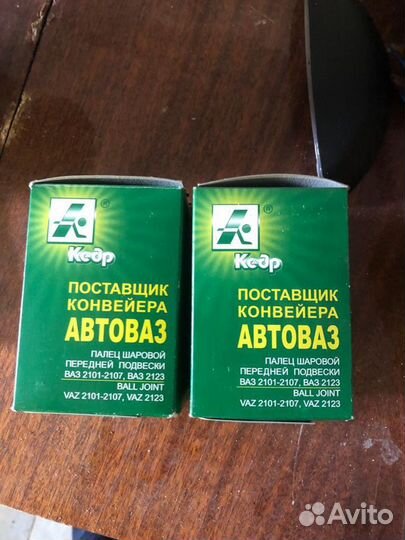 ®
Кедр
ПОСТАВЩИК
КОНВЕЙЕРА
АВТОВАЗ
ПАЛЕЦ ШАРОВОЙ
ПЕРЕДНЕЙ ПОДВЕСКИ
ВАЗ 2101-2107, ВАЗ 2123
BALL JOINT
VAZ 2101-2107, VAZ 2123
®
Кедр
ПОСТАВЩИК
КОНВЕЙЕРА
АВТОВАЗ
ПАЛЕЦ ШАРОВОЙ
ПЕРЕДНЕЙ ПОДВЕСКИ
ВАЗ 2101-2107, ВАЗ 2123
BALL JOINT
VAZ 2101-2107, VAZ 2123
Avito